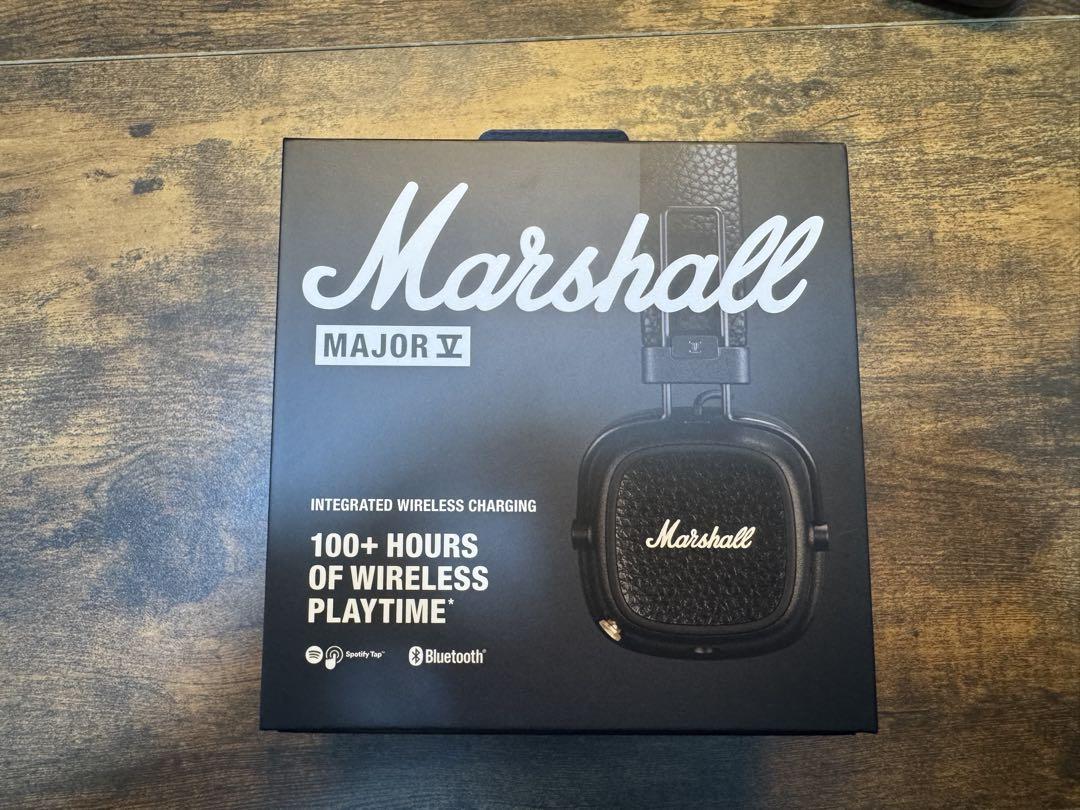 Marshall
MAJOR V
INTEGRATED WIRELESS CHARGING
100+ HOURS
OF WIRELESS
PLAYTIME*
Spotify Tap™
Bluetooth®
Marshall